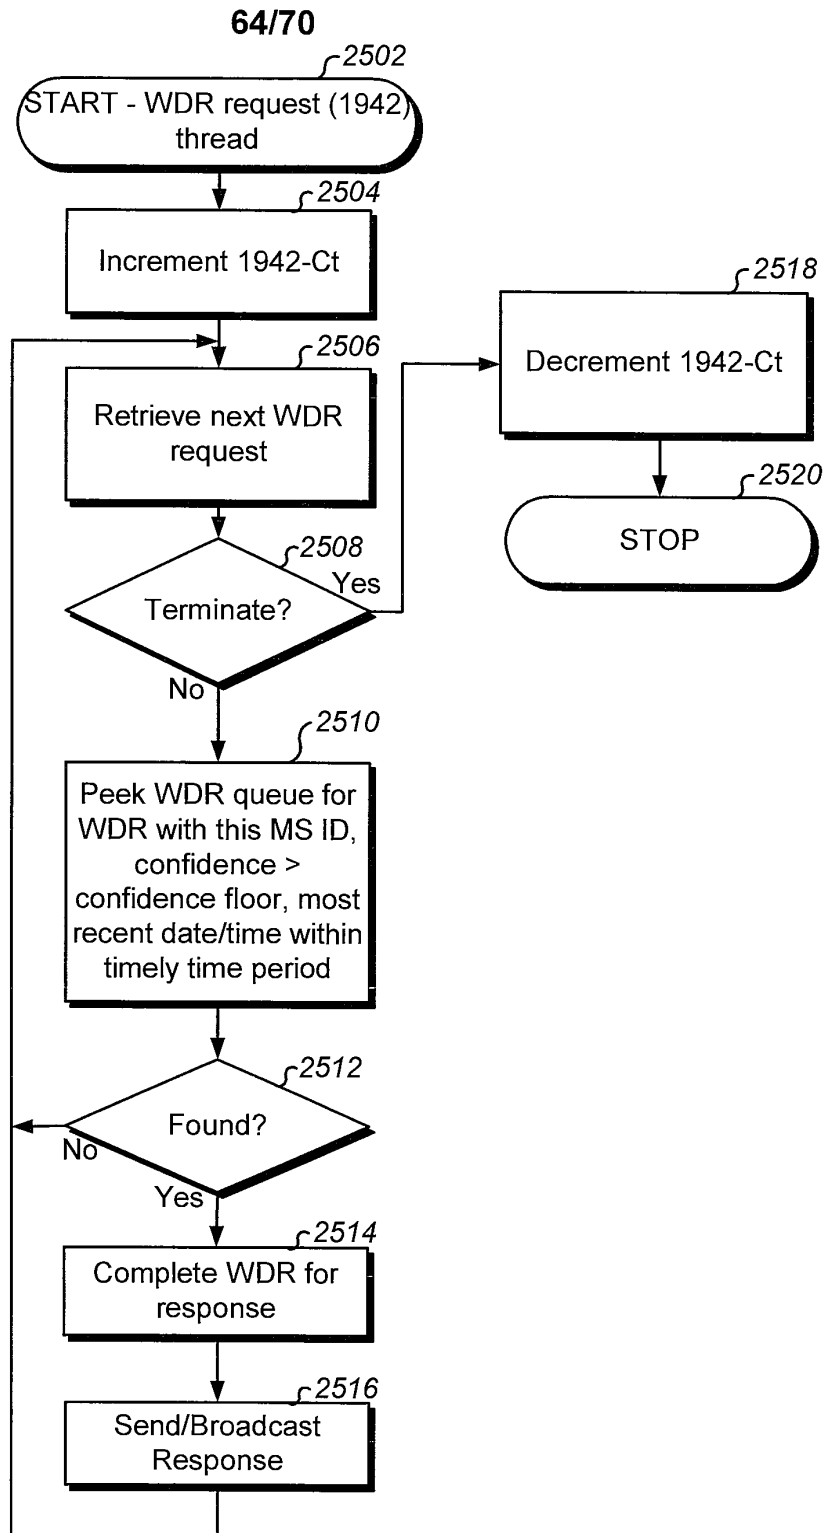 64/70
2502
START - WDR request (1942)
thread
2504
Increment 1942-Ct
2506
Retrieve next WDR
request
2508
Yes
Terminate?
No
2518
Decrement 1942-Ct
2520
STOP
2510
Peek WDR queue for
WDR with this MS ID,
confidence >
confidence floor, most
recent date/time within
timely time period
2512
Found?
No
Yes
2514
Complete WDR for
response
2516
Send/Broadcast
Response